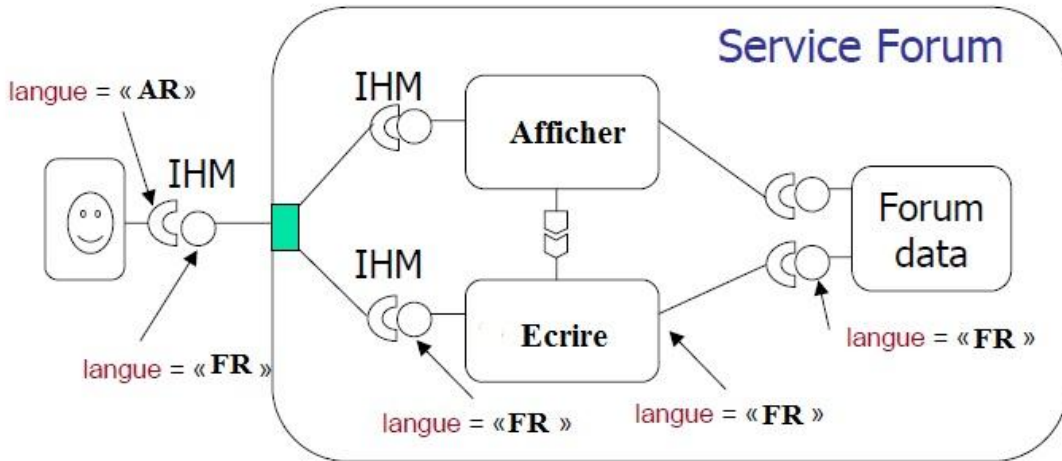 Service Forum
langue = « AR »
IHM
Afficher
IHM
Forum
data
IHM
Ecrire
langue = « FR »
langue = «FR »
langue = «FR »
langue = «FR »